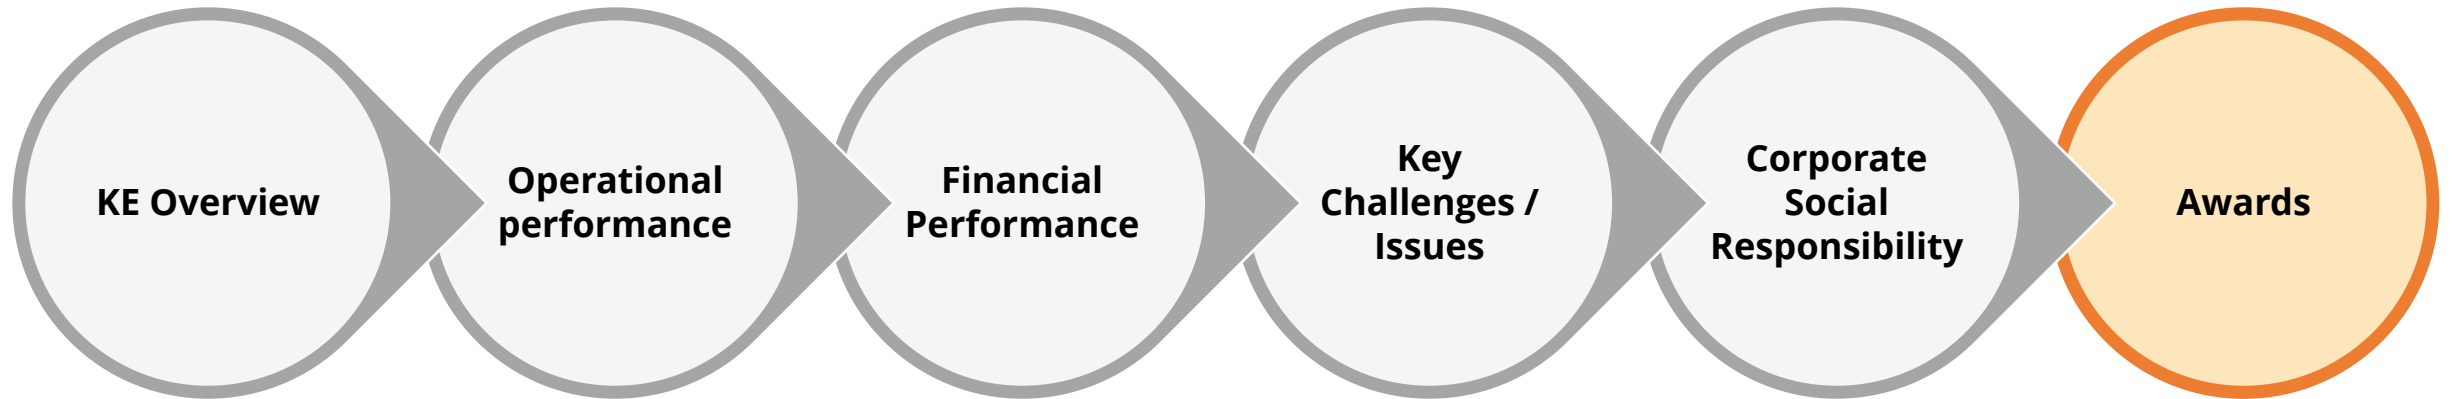 KE Overview
Operational
performance
Financial
Performance
Key
Challenges /
Issues
Corporate
Social
Responsibility
Awards